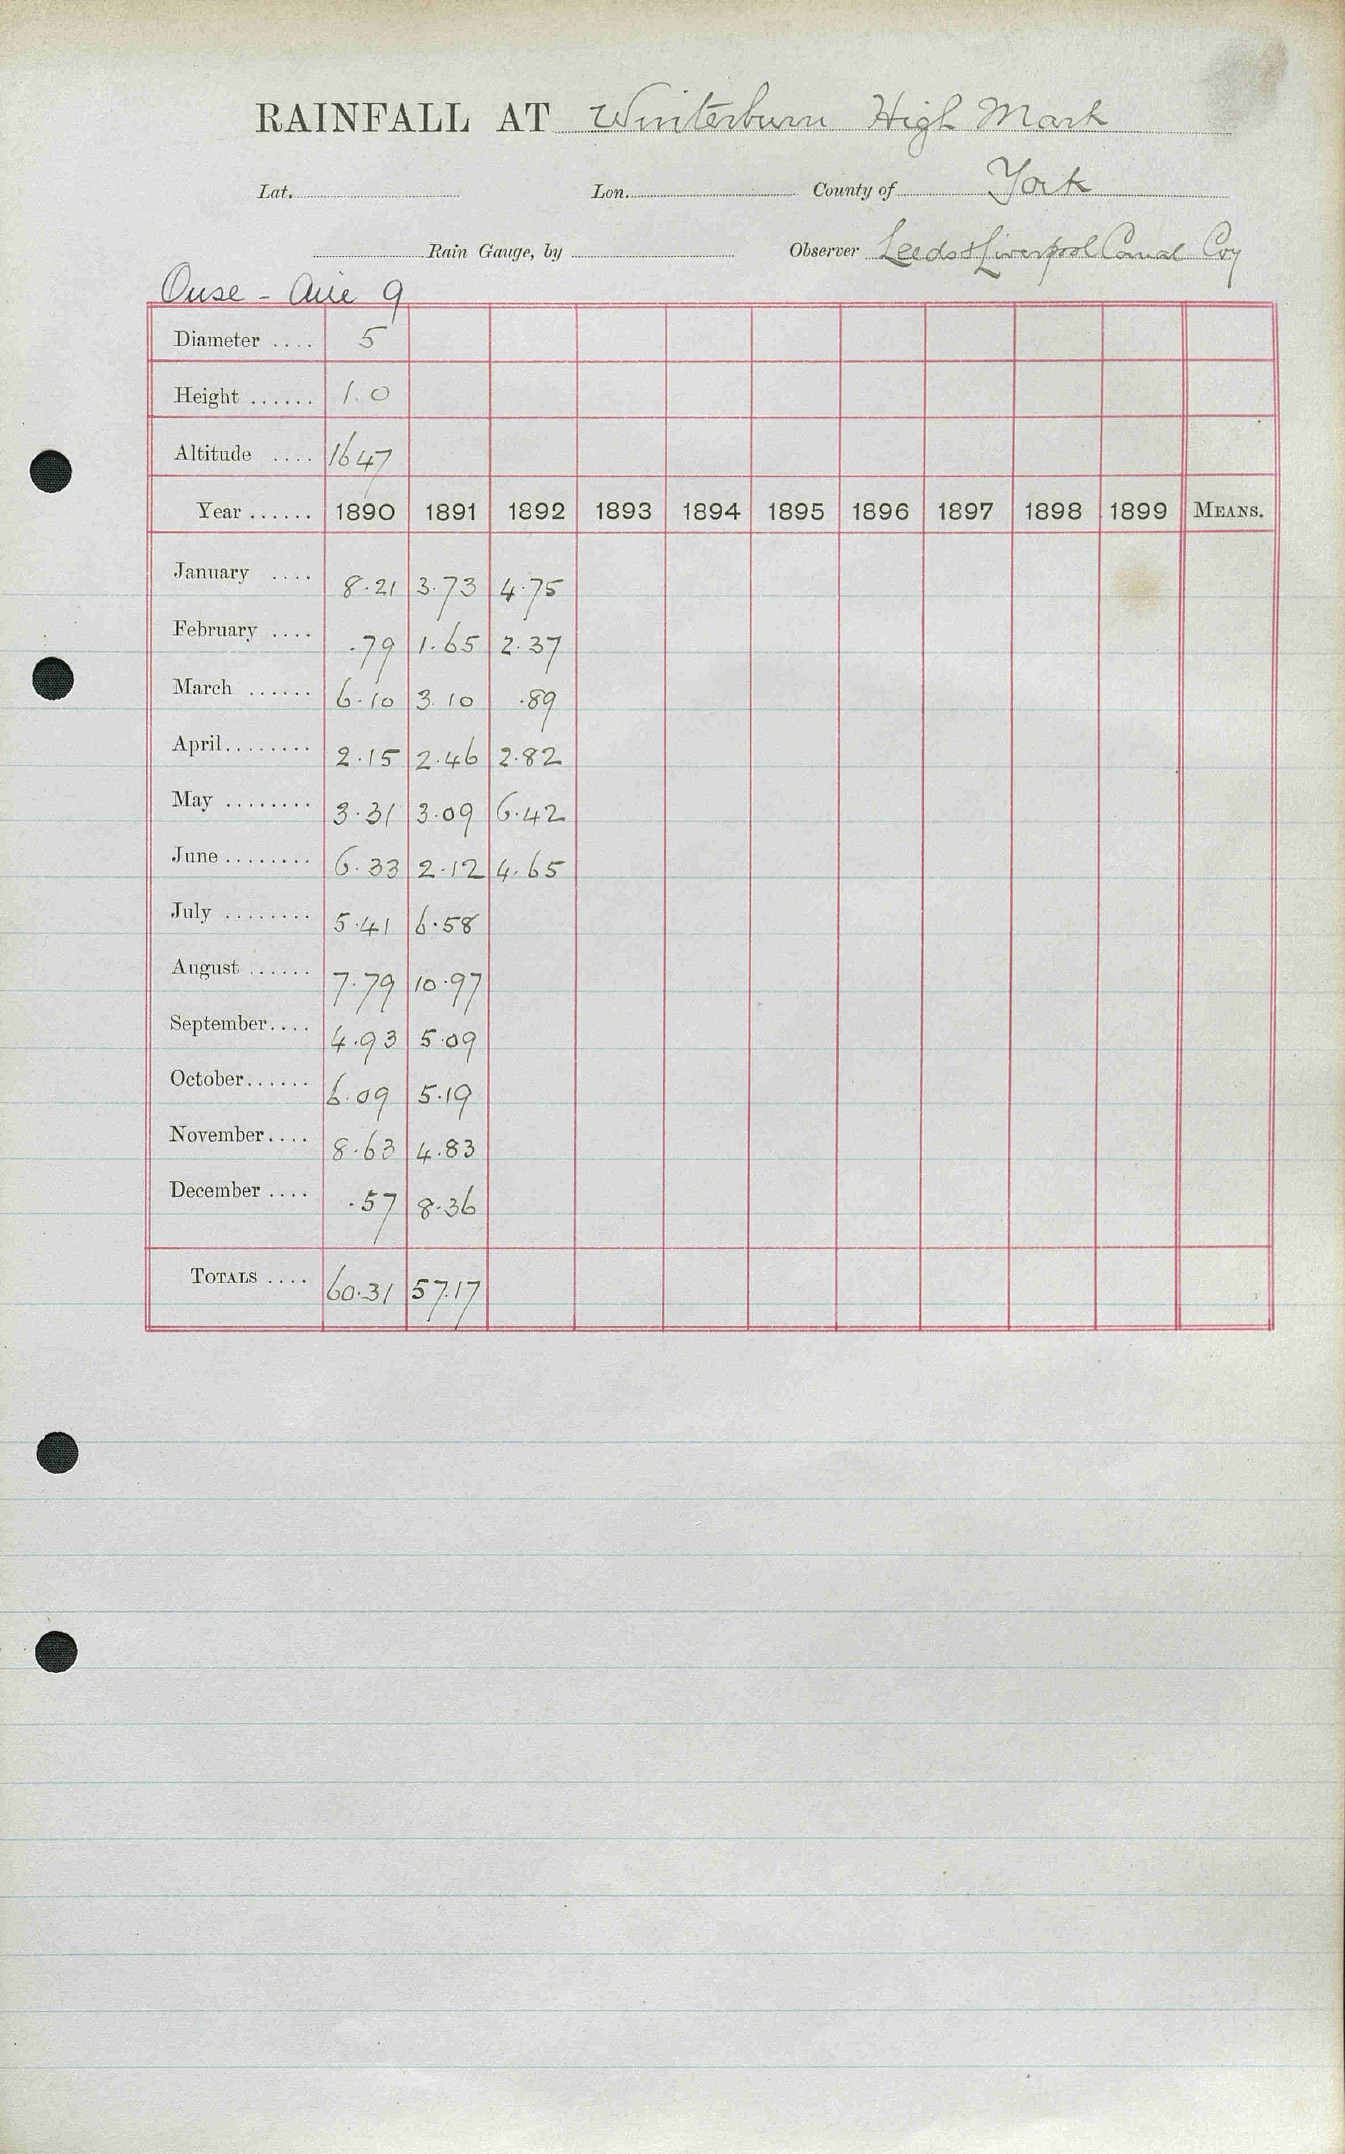 RAINFALL AT Winterburn High Mark
Lat. Lon. County of York
Rain Gauge, by Observer Leeds & Liverpool Canal Coy
Ouse - Aire 9
Diameter .... 5
Height ...... 1.0
Altitude .... 1647
Year ...... 1890 1891 1892 1893 1894 1895 1896 1897 1898 1899 MEANS.
January .... 8.21 3.73 4.75
February .... .79 1.65 2.37
March ...... 6.10 3.10 .89
April........ 2.15 2.46 2.82
May ........ 3.31 3.09 6.42
June ........ 6.33 2.12 4.65
July ........ 5.41 6.58
August ...... 7.79 10.97
September.... 4.93 5.09
October...... 6.09 5.19
November.... 8.63 4.83
December .... .57 8.36
TOTALS .... 60.31 57.17